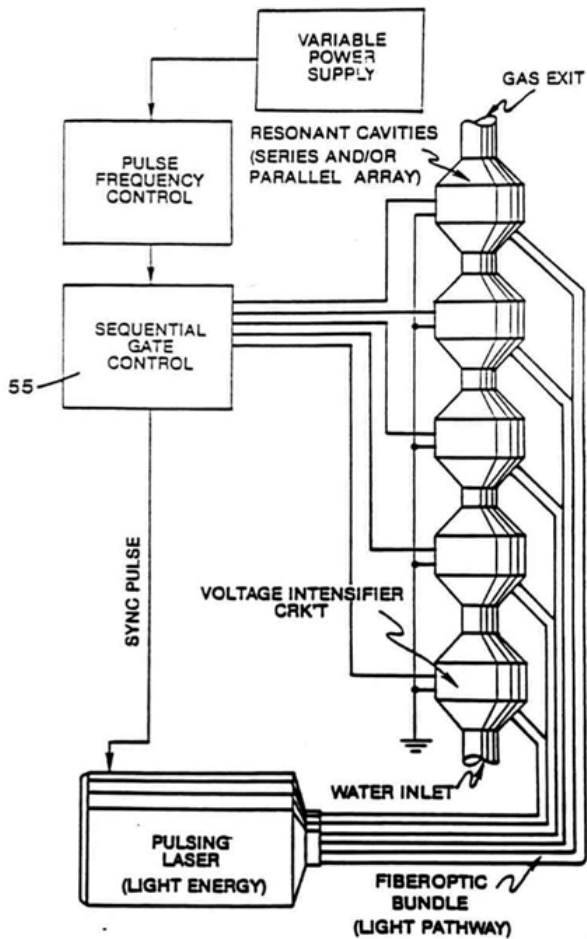 VARIABLE
POWER
SUPPLY
GAS EXIT
RESONANT CAVITIES
(SERIES AND/OR
PARALLEL ARRAY)
PULSE
FREQUENCY
CONTROL
SEQUENTIAL
GATE
CONTROL
55
SYNC PULSE
VOLTAGE INTENSIFIER
CRK'T
WATER INLET
PULSING
LASER
(LIGHT ENERGY)
FIBEROPTIC
BUNDLE
(LIGHT PATHWAY)